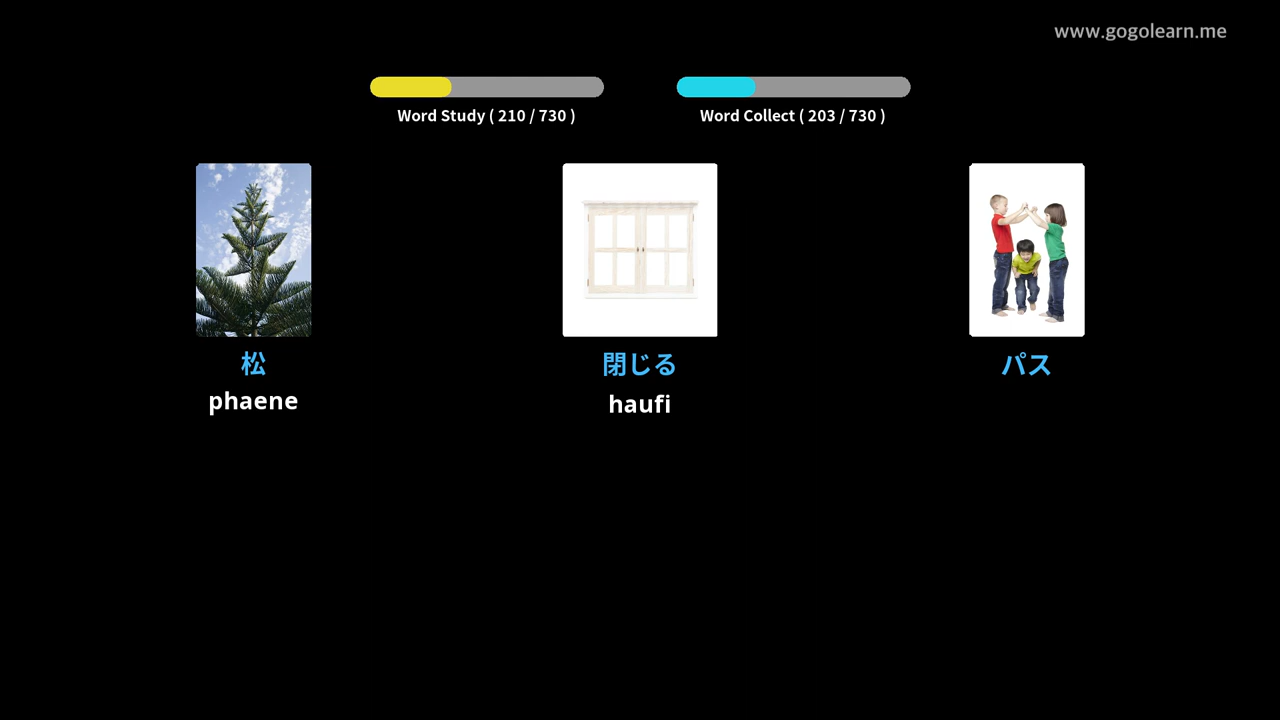 www.gogolearn.me
Word Study ( 210 / 730 )
Word Collect ( 203 / 730 )
松
閉じる
パス
phaene
haufi